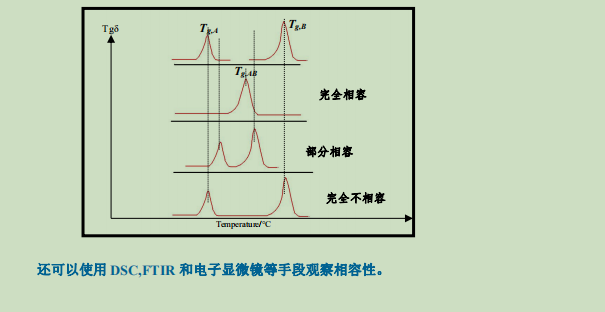 Tgδ
Tg,A
Tg,B
Tg,AB
完全相容
部分相容
完全不相容
Temperature/°C
还可以使用 DSC,FTIR 和电子显微镜等手段观察相容性。